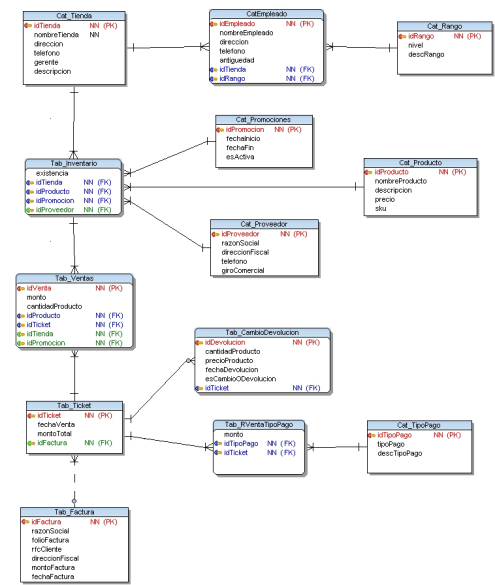 Cat_Tienda
idTienda NN (PK)
nombreTienda NN
direccion
telefono
gerente
descripcion
CatEmpleado
idEmpleado NN (PK)
nombreEmpleado
direccion
telefono
antiguedad
idTienda NN (FK)
idRango NN (FK)
Cat_Rango
idRango NN (PK)
nivel
descRango
Cat_Promociones
idPromocion NN (PK)
fechaInicio
fechaFin
esActiva
Tab_Inventario
existencia
idTienda NN (FK)
idProducto NN (FK)
idPromocion NN (FK)
idProveedor NN (FK)
Cat_Producto
idProducto NN (PK)
nombreProducto
descripcion
precio
sku
Cat_Proveedor
idProveedor NN (PK)
razonSocial
direccionFiscal
telefono
giroComercial
Tab_Ventas
idVenta NN (PK)
monto
cantidadProducto
idProducto NN (FK)
idTicket NN (FK)
idTienda NN (FK)
idPromocion NN (FK)
Tab_CambioDevolucion
idDevolucion NN (PK)
cantidadProducto
precioProducto
fechaDevolucion
esCambioODevolucion
idTicket NN (FK)
Tab_Ticket
idTicket NN (PK)
fechaVenta
montoTotal
idFactura NN (FK)
Tab_RVentaTipoPago
monto
idTipoPago NN (FK)
idTicket NN (FK)
Cat_TipoPago
idTipoPago NN (PK)
tipoPago
descTipoPago
Tab_Factura
idFactura NN (PK)
razonSocial
folioFactura
rfcCliente
direccionFiscal
montoFactura
fechaFactura